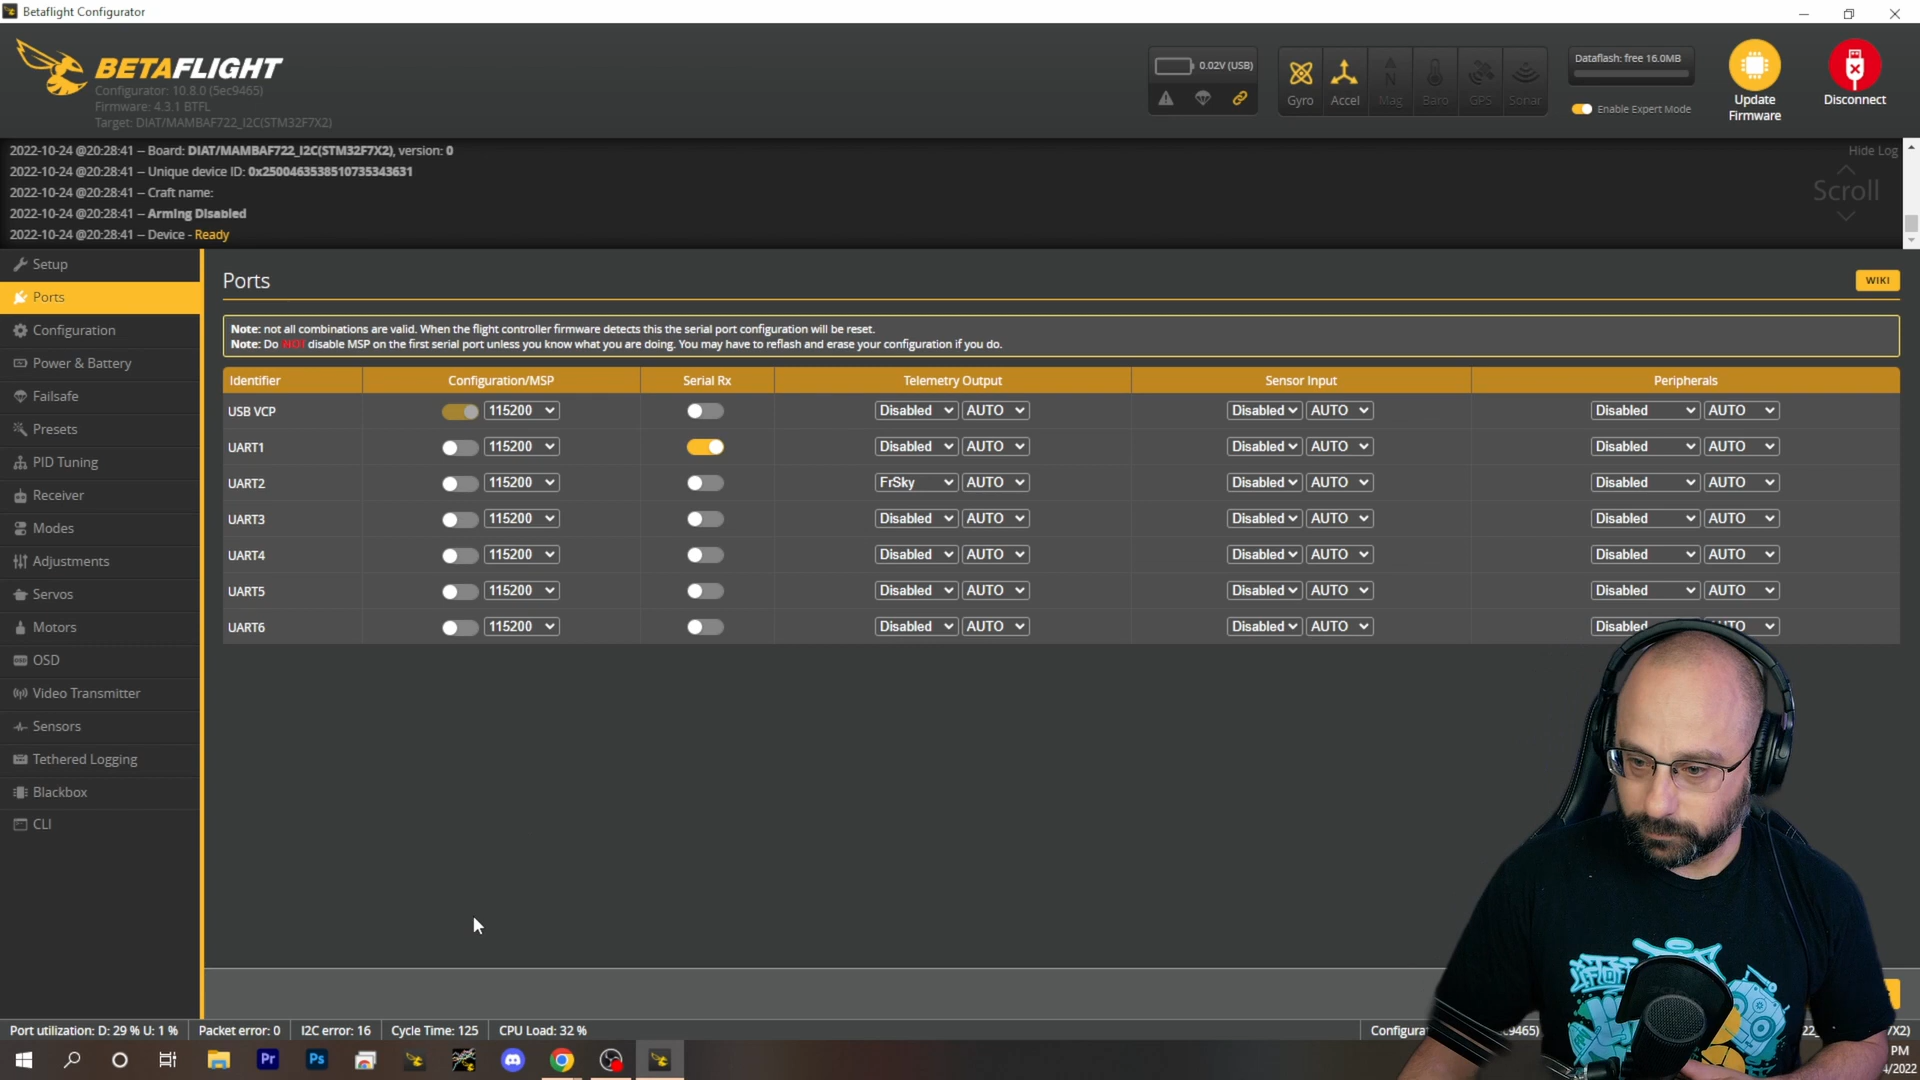 Betaflight Configurator
BETAFLIGHT
Configurator: 10.8.0 (5ec9465)
Firmware: 4.3.1 BTFL
Target: DIAT/MAMBAF722_I2C(STM32F7X2)
0.02V (USB)
Gyro Accel Mag Baro GPS Sonar
Dataflash: free 16.0MB
Enable Expert Mode
Update
Firmware
Disconnect
2022-10-24 @20:28:41 -- Board: DIAT/MAMBAF722_I2C(STM32F7X2), version: 0
2022-10-24 @20:28:41 -- Unique device ID: 0x2500463538510735343631
2022-10-24 @20:28:41 -- Craft name:
2022-10-24 @20:28:41 -- Arming Disabled
2022-10-24 @20:28:41 -- Device - Ready
Hide Log
Scroll
Setup
Ports
Configuration
Power & Battery
Failsafe
Presets
PID Tuning
Receiver
Modes
Adjustments
Servos
Motors
OSD
Video Transmitter
Sensors
Tethered Logging
Blackbox
CLI
Ports
WIKI
Note: not all combinations are valid. When the flight controller firmware detects this the serial port configuration will be reset.
Note: Do NOT disable MSP on the first serial port unless you know what you are doing. You may have to reflash and erase your configuration if you do.
Identifier Configuration/MSP Serial Rx Telemetry Output Sensor Input Peripherals
USB VCP 115200 Disabled AUTO Disabled AUTO Disabled AUTO
UART1 115200 Disabled AUTO Disabled AUTO Disabled AUTO
UART2 115200 FrSky AUTO Disabled AUTO Disabled AUTO
UART3 115200 Disabled AUTO Disabled AUTO Disabled AUTO
UART4 115200 Disabled AUTO Disabled AUTO Disabled AUTO
UART5 115200 Disabled AUTO Disabled AUTO Disabled AUTO
UART6 115200 Disabled AUTO Disabled AUTO Disabled
Port utilization: D: 29 % U: 1 % Packet error: 0 I2C error: 16 Cycle Time: 125 CPU Load: 32 %
Pr Ps
PM